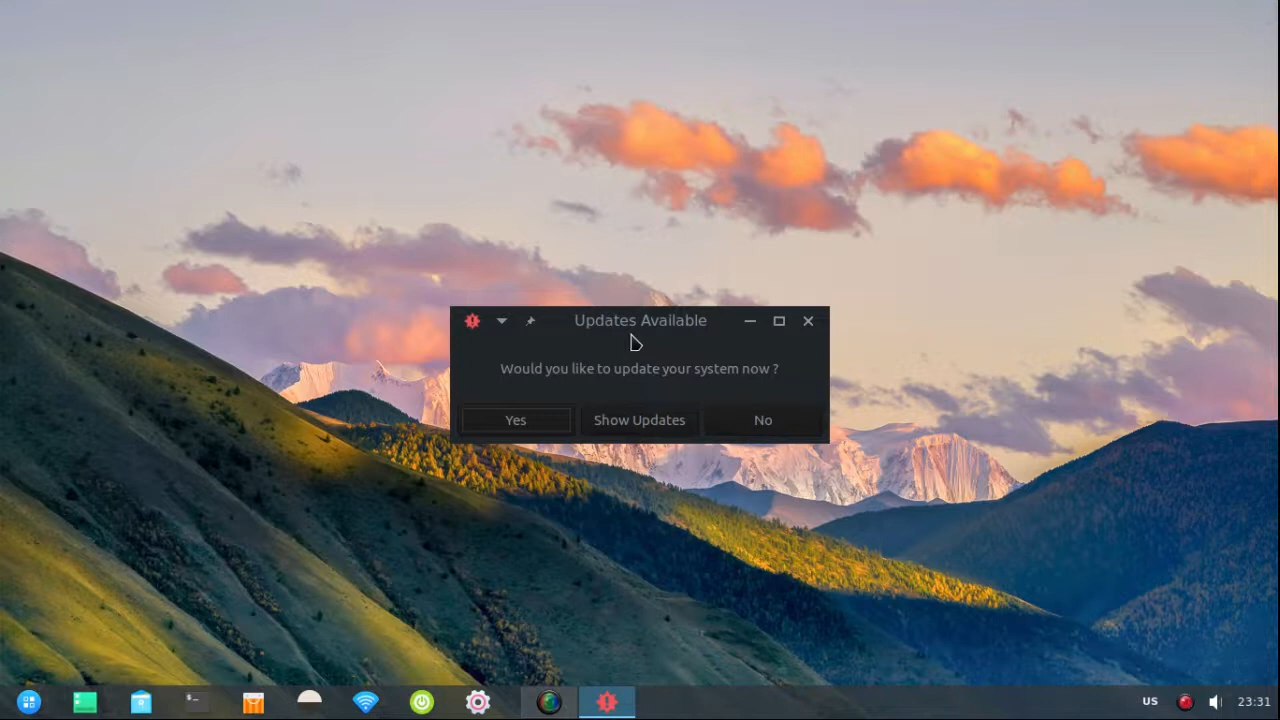 Updates Available
Would you like to update your system now ?
Yes
Show Updates
No
US
23:31